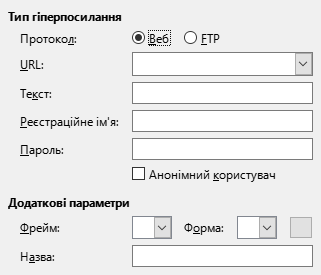 Тип гіперпосилання
Протокол: Веб FTP
URL:
Текст:
Реєстраційне ім'я:
Пароль:
Анонімний користувач
Додаткові параметри
Фрейм: Форма:
Назва: